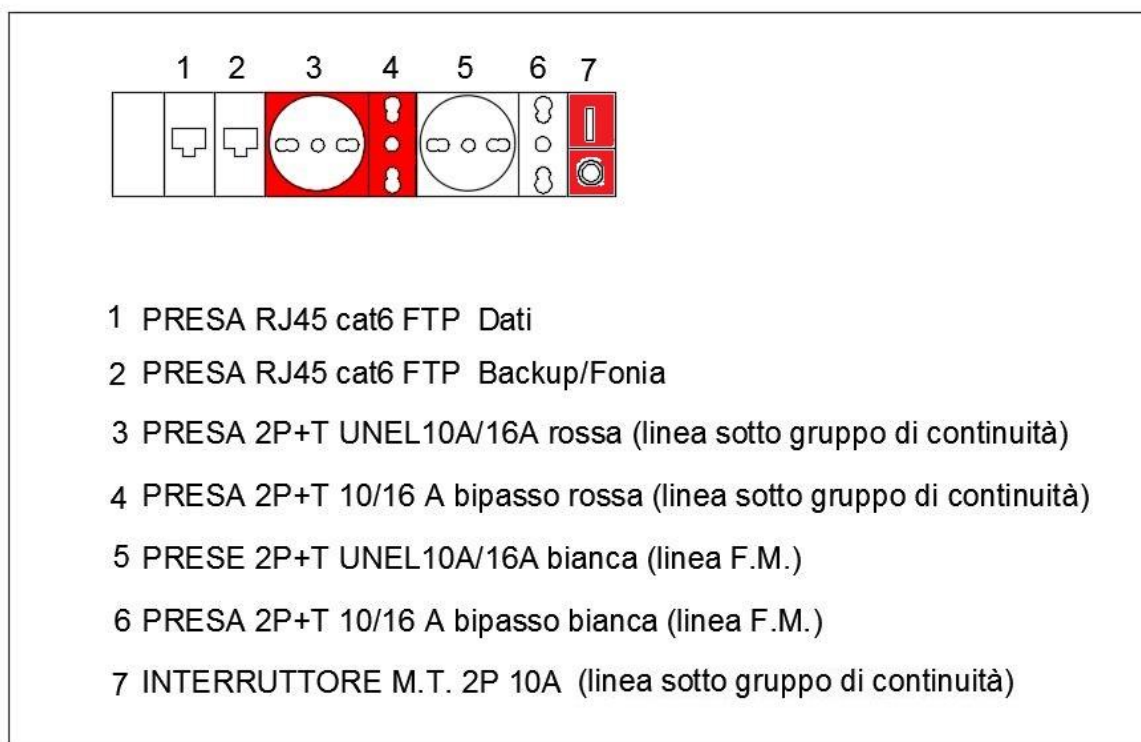 1 2 3 4 5 6 7
1 PRESA RJ45 cat6 FTP Dati
2 PRESA RJ45 cat6 FTP Backup/Fonia
3 PRESA 2P+T UNEL10A/16A rossa (linea sotto gruppo di continuità)
4 PRESA 2P+T 10/16 A bipasso rossa (linea sotto gruppo di continuità)
5 PRESE 2P+T UNEL10A/16A bianca (linea F.M.)
6 PRESA 2P+T 10/16 A bipasso bianca (linea F.M.)
7 INTERRUTTORE M.T. 2P 10A (linea sotto gruppo di continuità)